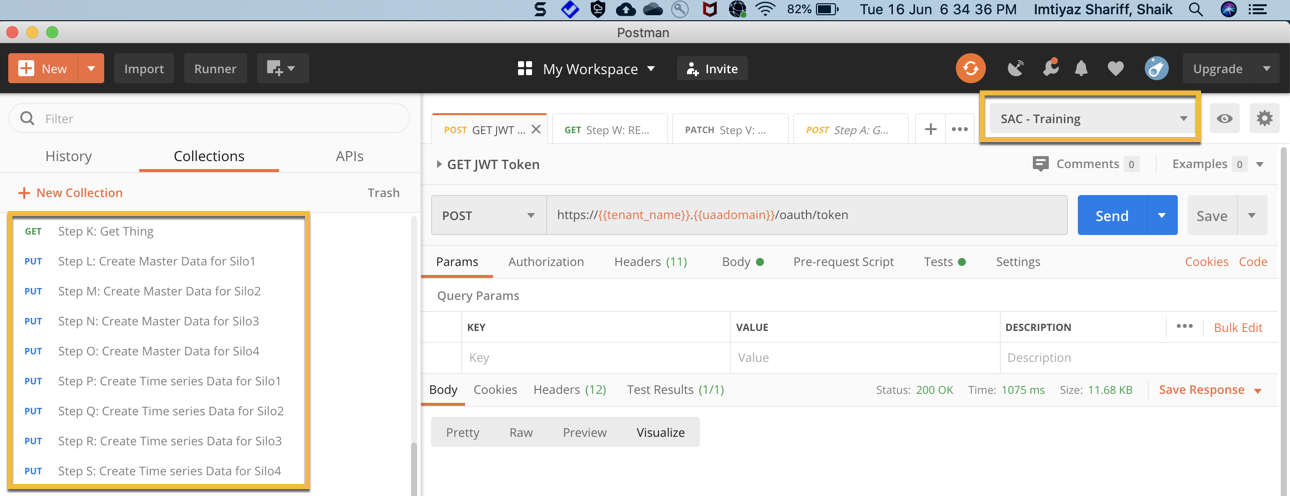 82% Tue 16 Jun 6 34 36 PM Imtiyaz Shariff, Shaik
Postman
New Import Runner My Workspace Invite Upgrade
Filter
History Collections APIs
+ New Collection Trash
GET Step K: Get Thing
PUT Step L: Create Master Data for Silo1
PUT Step M: Create Master Data for Silo2
PUT Step N: Create Master Data for Silo3
PUT Step O: Create Master Data for Silo4
PUT Step P: Create Time series Data for Silo1
PUT Step Q: Create Time series Data for Silo2
PUT Step R: Create Time series Data for Silo3
PUT Step S: Create Time series Data for Silo4
POST GET JWT ... GET Step W: RE... PATCH Step V: ... POST Step A: G... + ••• SAC - Training
GET JWT Token Comments 0 Examples 0
POST https://{{tenant_name}}.{{uaadomain}}/oauth/token Send Save
Params Authorization Headers (11) Body Pre-request Script Tests Settings Cookies Code
Query Params
KEY VALUE DESCRIPTION ••• Bulk Edit
Key Value Description
Body Cookies Headers (12) Test Results (1/1) Status: 200 OK Time: 1075 ms Size: 11.68 KB Save Response
Pretty Raw Preview Visualize